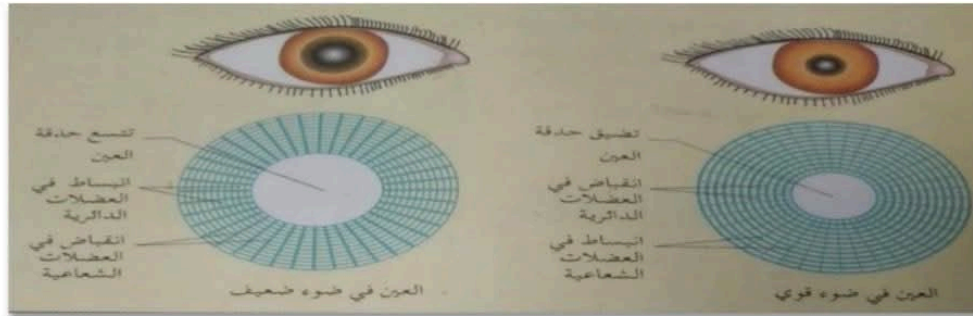 تضيق حدقة
العين
انقباض في
العضلات
الدائرية
انبساط في
العضلات
الشعاعية
العين في ضوء قوي
تتسع حدقة
العين
انبساط في
العضلات
الدائرية
انقباض في
العضلات
الشعاعية
العين في ضوء ضعيف